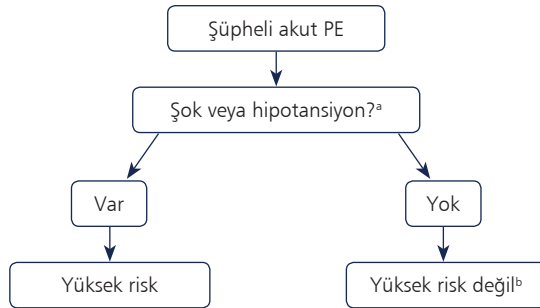 Şüpheli akut PE
Şok veya hipotansiyon?ᵃ
Var
Yok
Yüksek risk
Yüksek risk değilᵇ